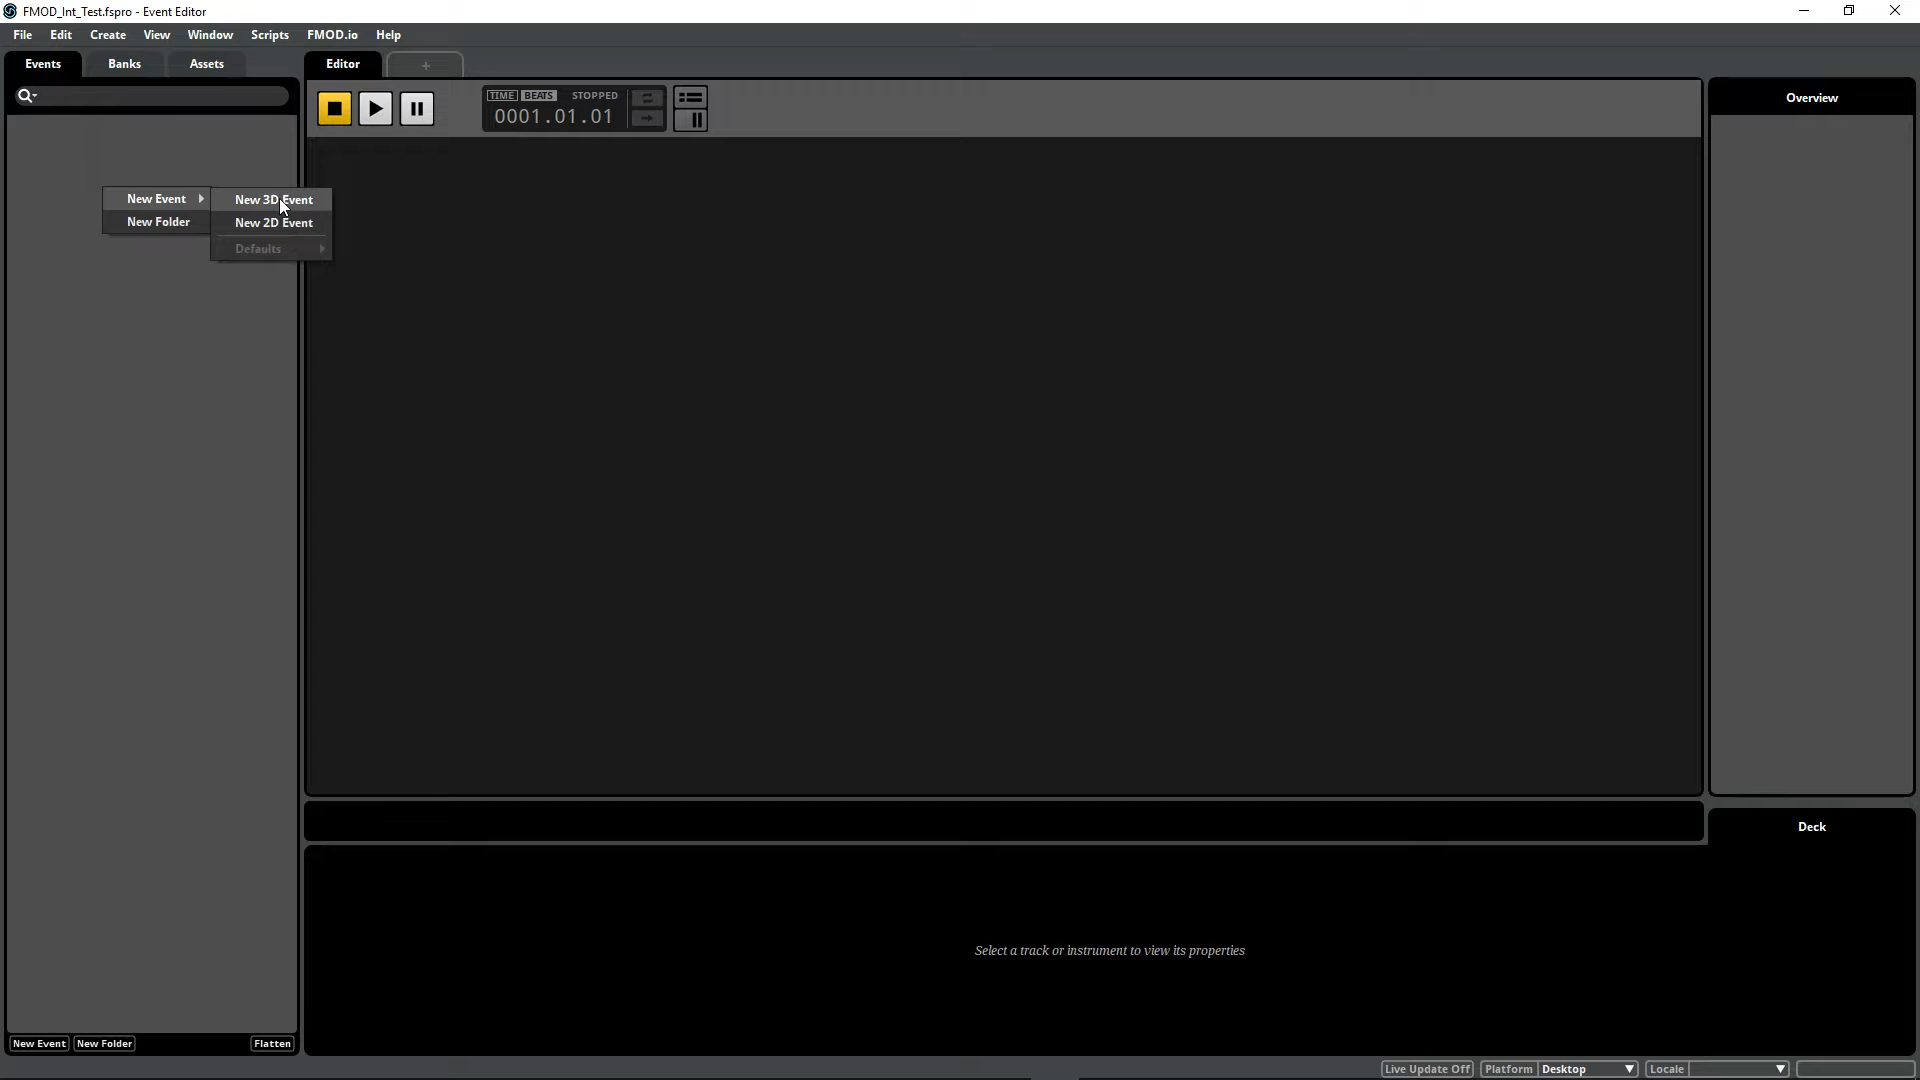 FMOD_Int_Test.fspro - Event Editor
File Edit Create View Window Scripts FMOD.io Help
Events Banks Assets
Editor +
TIME BEATS STOPPED
0001.01.01
Overview
New Event
New Folder
New 3D Event
New 2D Event
Defaults
Deck
Select a track or instrument to view its properties
New Event New Folder Flatten
Live Update Off Platform Desktop Locale